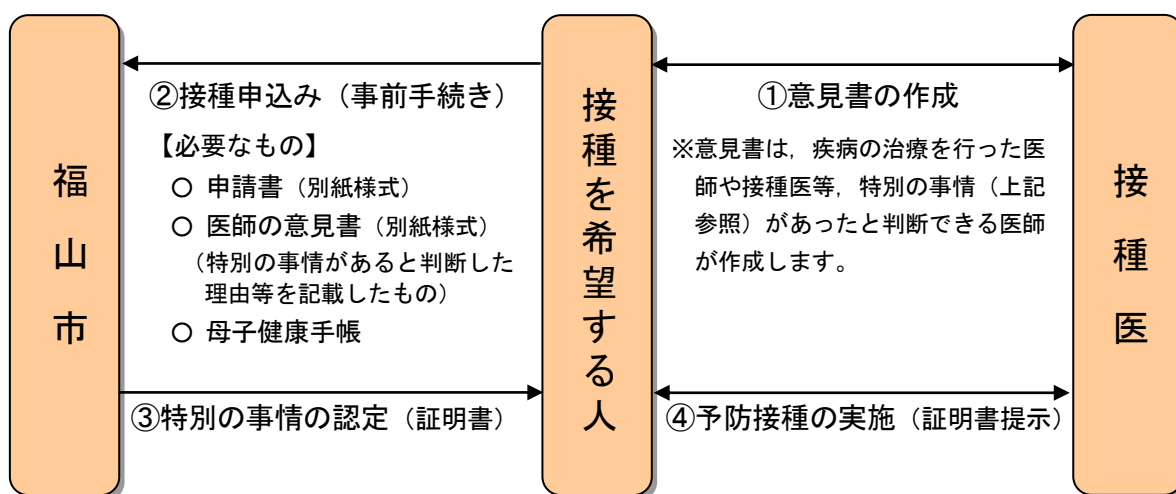 福山市
②接種申込み（事前手続き）
【必要なもの】
○ 申請書（別紙様式）
○ 医師の意見書（別紙様式）
（特別の事情があると判断した
理由等を記載したもの）
○ 母子健康手帳
③特別の事情の認定（証明書）
接種を希望する人
①意見書の作成
※意見書は，疾病の治療を行った医
師や接種医等，特別の事情（上記
参照）があったと判断できる医師
が作成します。
④予防接種の実施（証明書提示）
接種医